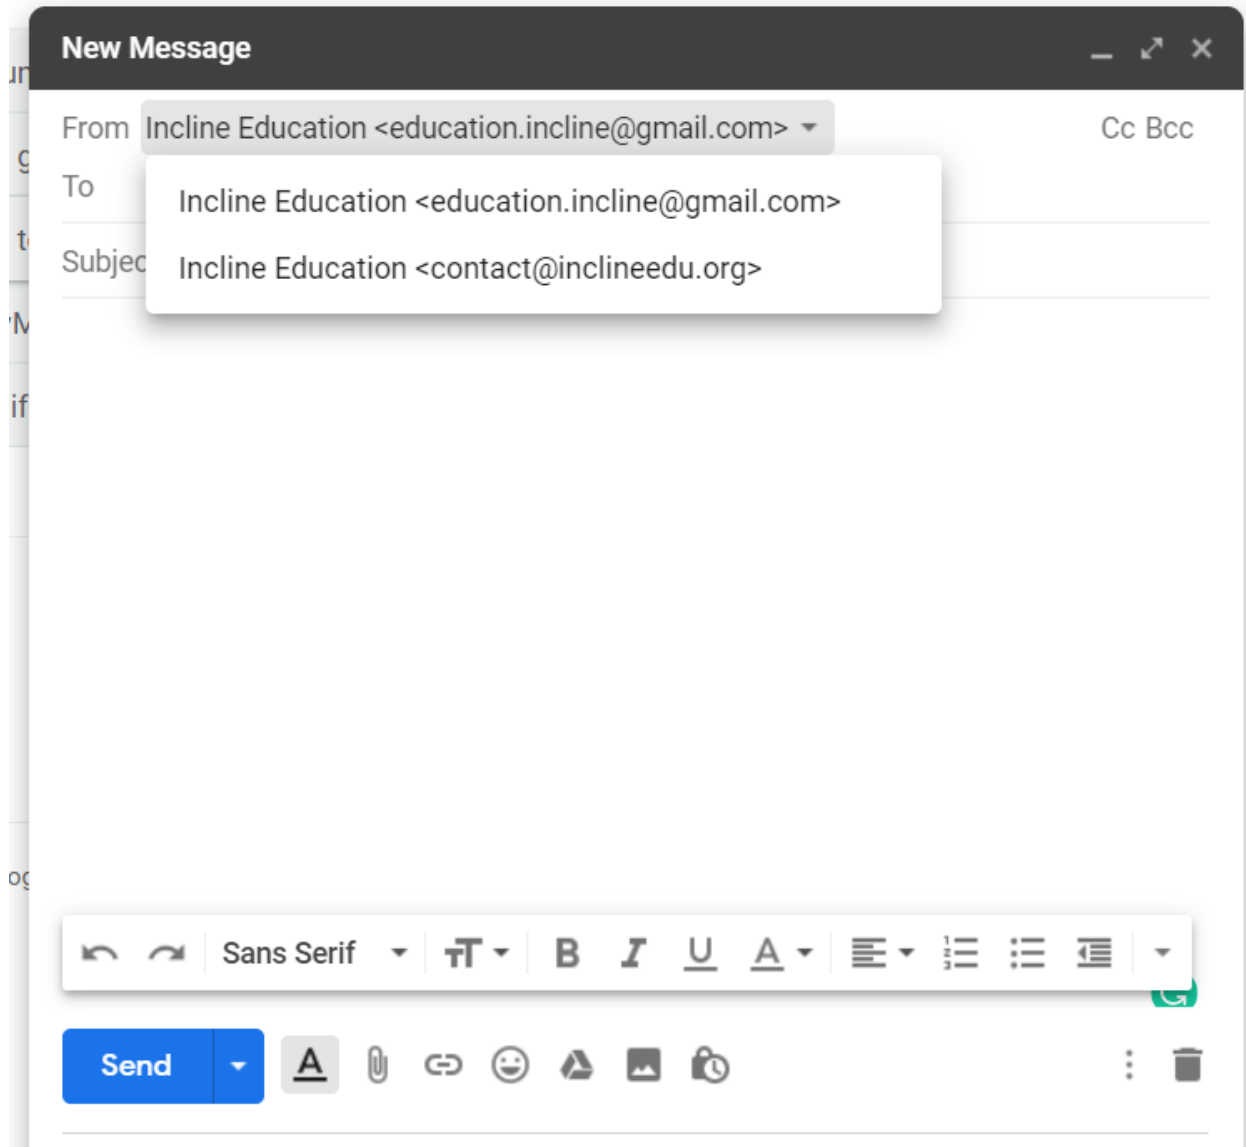 New Message
From Incline Education <education.incline@gmail.com> Cc Bcc
To
Incline Education <education.incline@gmail.com>
Subjec
Incline Education <contact@inclineedu.org>
Sans Serif
Send